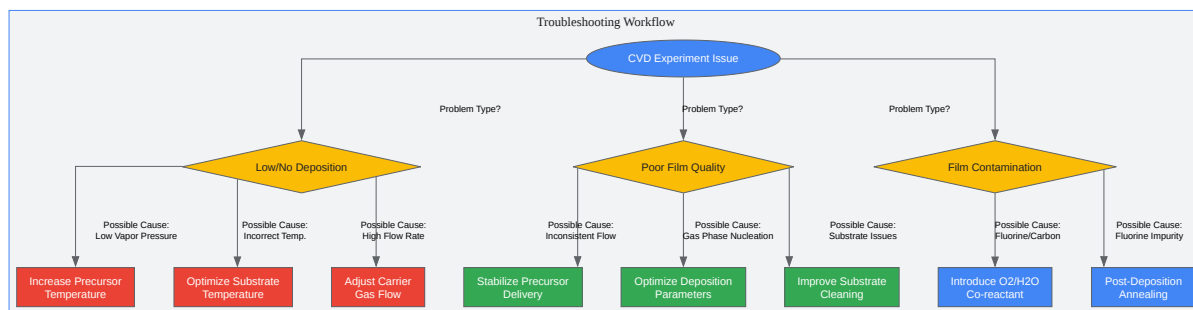 Troubleshooting Workflow
CVD Experiment Issue
Problem Type?
Problem Type?
Problem Type?
Low/No Deposition
Poor Film Quality
Film Contamination
Possible Cause:
Low Vapor Pressure
Possible Cause:
Incorrect Temp.
Possible Cause:
High Flow Rate
Possible Cause:
Inconsistent Flow
Possible Cause:
Gas Phase Nucleation
Possible Cause:
Substrate Issues
Possible Cause:
Fluorine/Carbon
Possible Cause:
Fluorine Impurity
Increase Precursor
Temperature
Optimize Substrate
Temperature
Adjust Carrier
Gas Flow
Stabilize Precursor
Delivery
Optimize Deposition
Parameters
Improve Substrate
Cleaning
Introduce O2/H2O
Co-reactant
Post-Deposition
Annealing